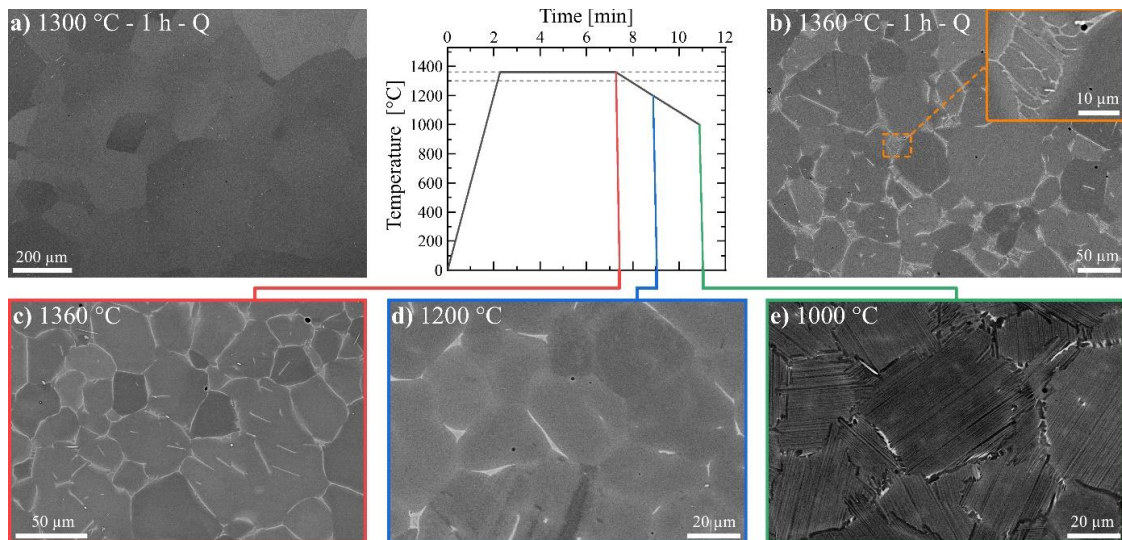 a) 1300 °C - 1 h - Q
200 µm
Time [min]
0 2 4 6 8 10 12
Temperature [°C]
1400
1200
1000
800
600
400
200
0
b) 1360 °C - 1 h - Q
10 µm
50 µm
c) 1360 °C
50 µm
d) 1200 °C
20 µm
e) 1000 °C
20 µm